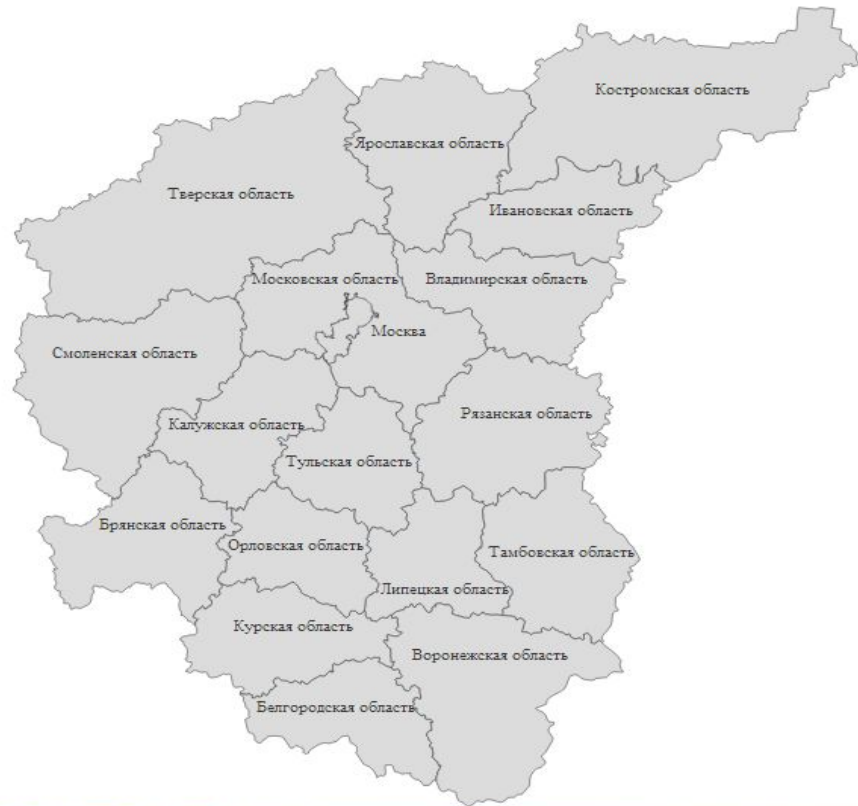 Костромская область
Ярославская область
Тверская область
Ивановская область
Московская область
Владимирская область
Москва
Смоленская область
Рязанская область
Калужская область
Тульская область
Брянская область
Орловская область
Тамбовская область
Липецкая область
Курская область
Воронежская область
Белгородская область